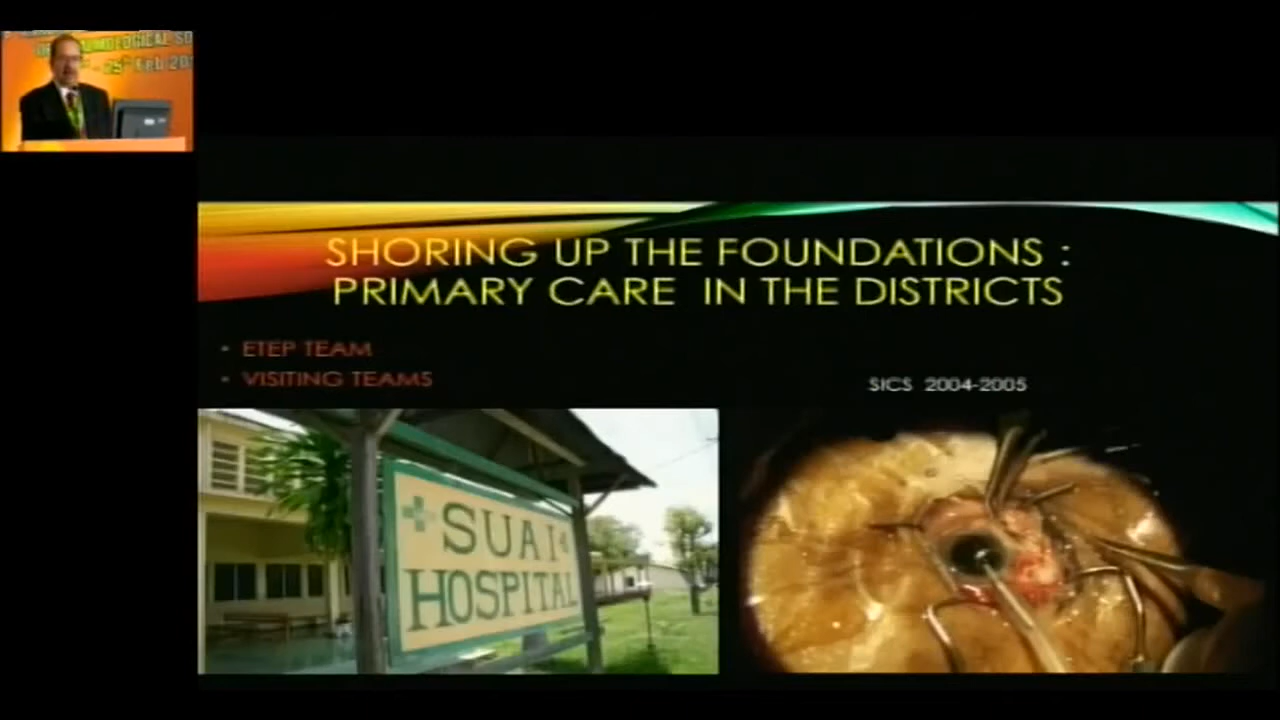 SHORING UP THE FOUNDATIONS :
PRIMARY CARE IN THE DISTRICTS
• ETEP TEAM
• VISITING TEAMS
SICS 2004-2005
SUAI
HOSPITAL